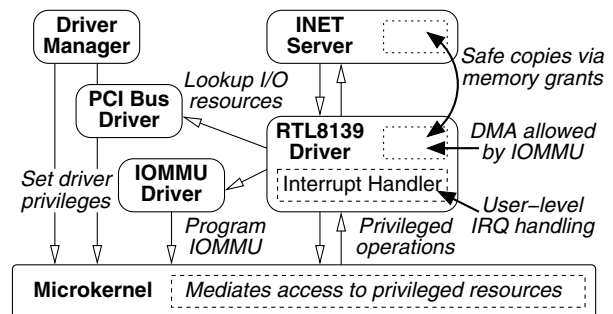 Driver
Manager
INET
Server
Safe copies via
memory grants
Lookup I/O
resources
PCI Bus
Driver
RTL8139
Driver
DMA allowed
by IOMMU
IOMMU
Driver
Interrupt Handler
Set driver
privileges
Program
IOMMU
Privileged
operations
User–level
IRQ handling
Microkernel
Mediates access to privileged resources